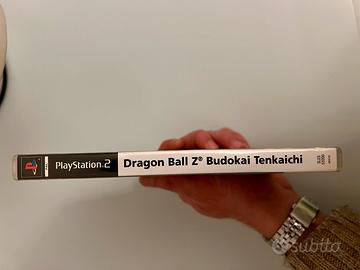 PlayStation 2
Dragon Ball Z® Budokai Tenkaichi
subito